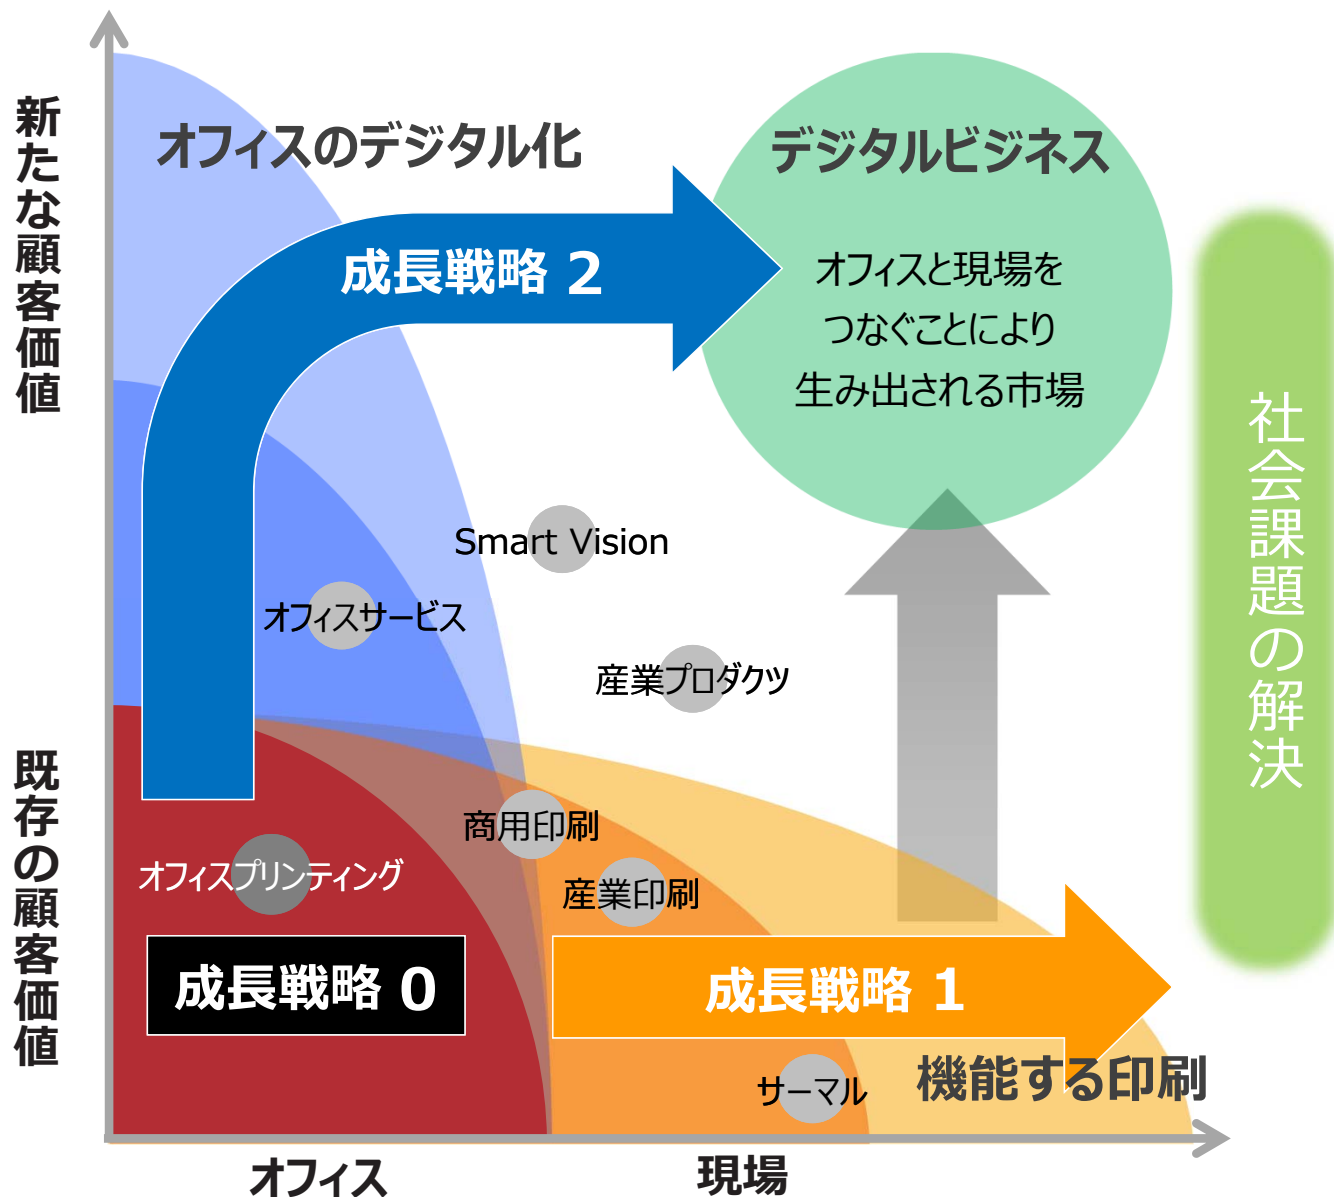 新たな顧客価値
既存の顧客価値
オフィスのデジタル化
デジタルビジネス
成長戦略 2
オフィスと現場を
つなぐことにより
生み出される市場
Smart Vision
オフィスサービス
産業プロダクツ
商用印刷
オフィスプリンティング
産業印刷
成長戦略 0
成長戦略 1
機能する印刷
サーマル
オフィス
現場
社会課題の解決